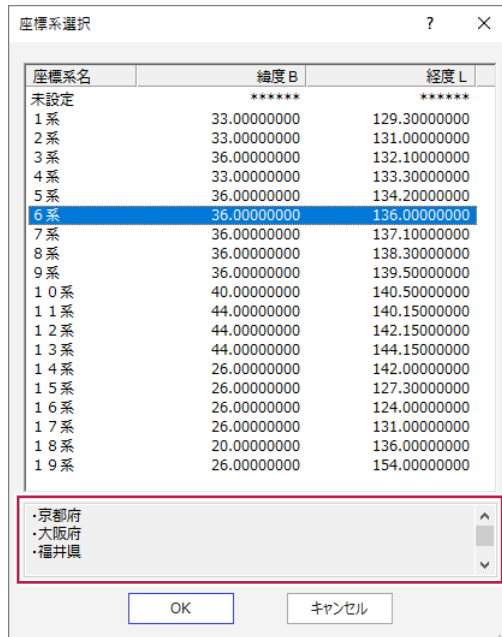 座標系選択 ?
座標系名 緯度B 経度L
未設定 ****** ******
1系 33.00000000 129.30000000
2系 33.00000000 131.00000000
3系 36.00000000 132.10000000
4系 33.00000000 133.30000000
5系 36.00000000 134.20000000
6系 36.00000000 136.00000000
7系 36.00000000 137.10000000
8系 36.00000000 138.30000000
9系 36.00000000 139.50000000
10系 40.00000000 140.50000000
11系 44.00000000 140.15000000
12系 44.00000000 142.15000000
13系 44.00000000 144.15000000
14系 26.00000000 142.00000000
15系 26.00000000 127.30000000
16系 26.00000000 124.00000000
17系 26.00000000 131.00000000
18系 20.00000000 136.00000000
19系 26.00000000 154.00000000
・京都府
・大阪府
・福井県
OK キャンセル